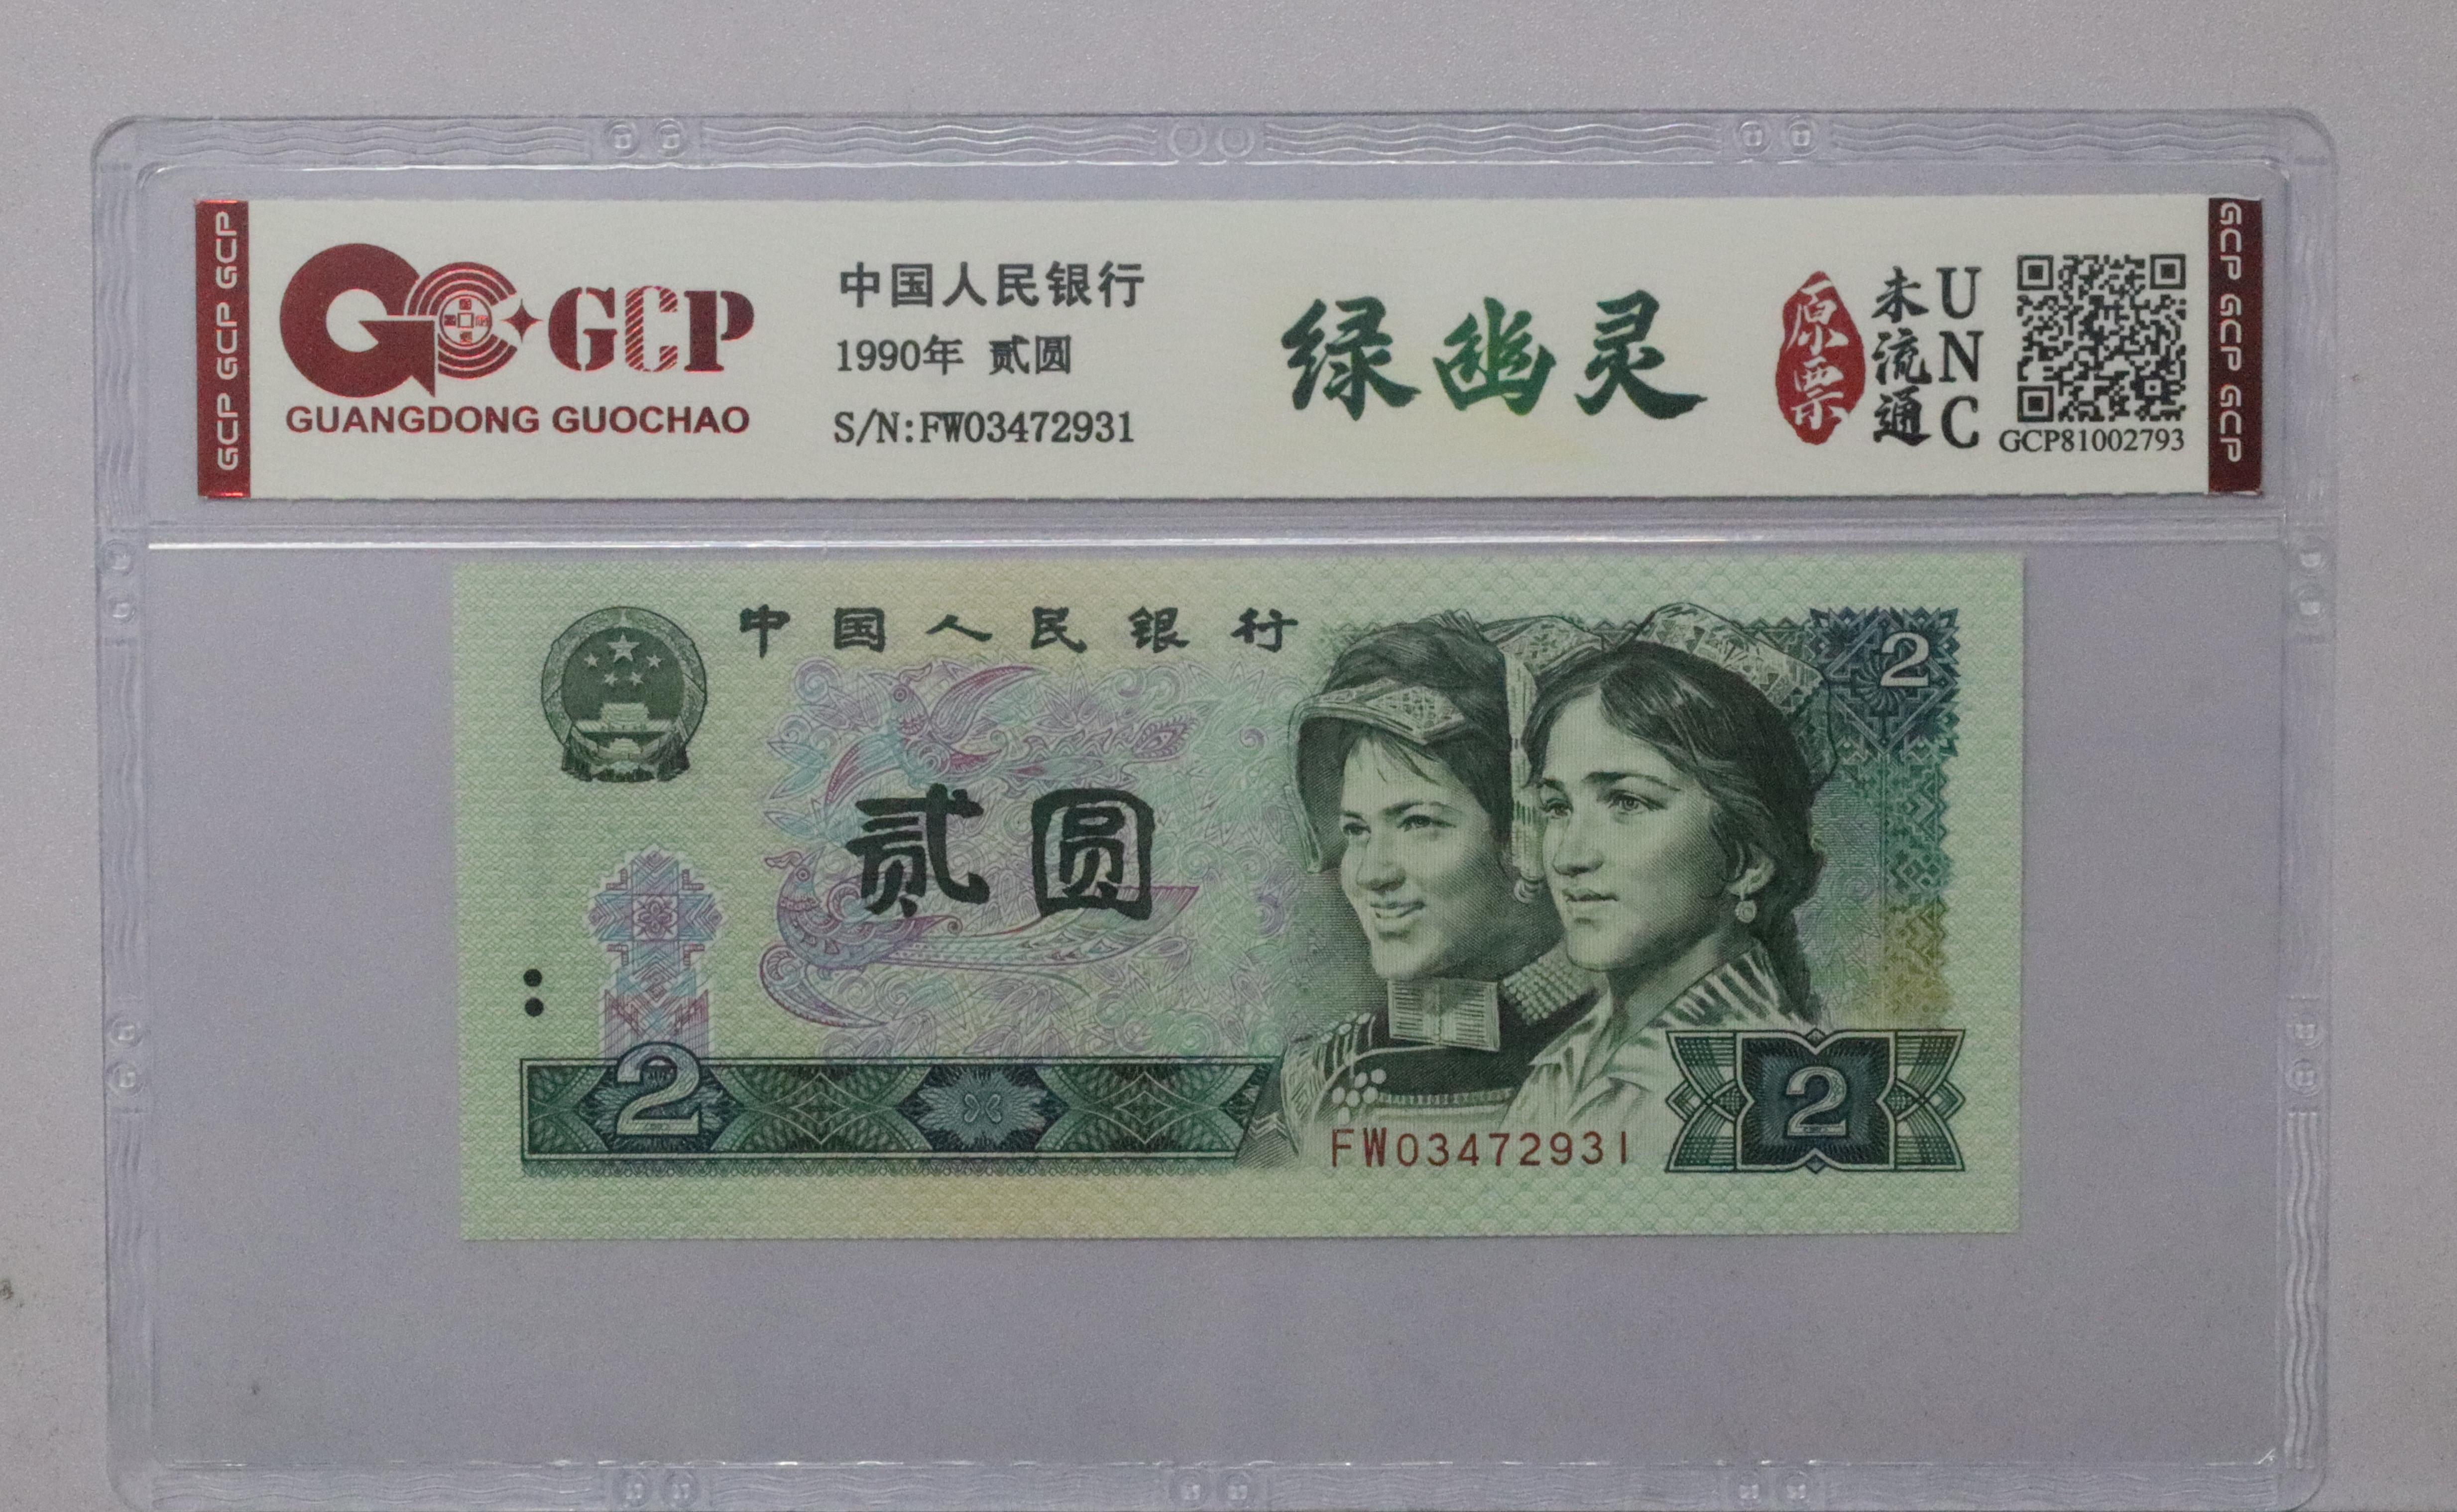 GCP GCP GCP
GCP
GUANGDONG GUOCHAO
中国人民银行
1990年 贰圆
S/N:FW03472931
绿幽灵
原票
未流通
UNC
GCP81002793
GCP GCP GCP
中国人民银行
2
贰圆
2
FW03472931
2